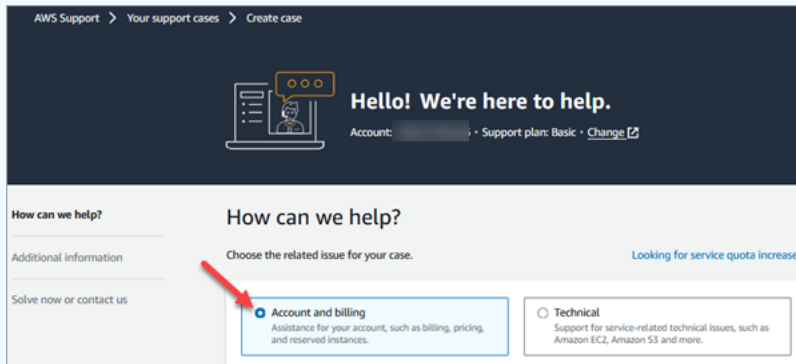 AWS Support > Your support cases > Create case
Hello! We're here to help.
Account: • Support plan: Basic • Change
How can we help?
Additional information
Solve now or contact us
How can we help?
Choose the related issue for your case.
Looking for service quota increase
Account and billing
Assistance for your account, such as billing, pricing,
and reserved instances.
Technical
Support for service-related technical issues, such as
Amazon EC2, Amazon S3 and more.